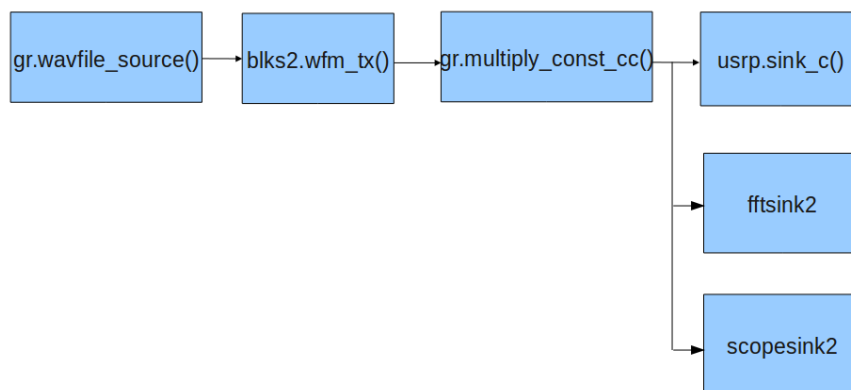 gr.wavfile_source()
blks2.wfm_tx()
gr.multiply_const_cc()
usrp.sink_c()
fftsink2
scopesink2